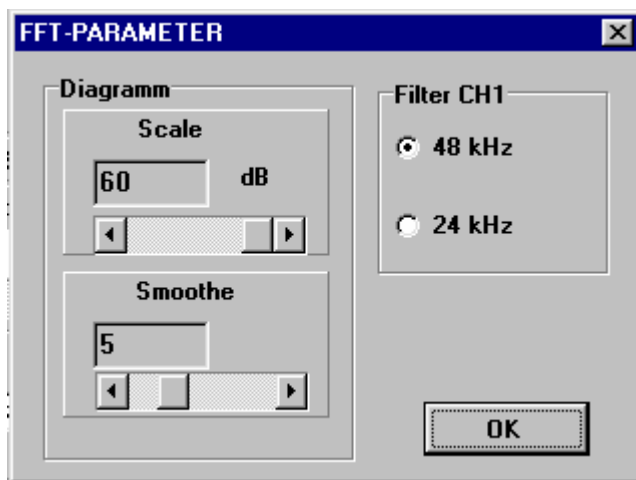 FFT-PARAMETER
Diagramm
Scale
60 dB
Smoothe
5
Filter CH1
48 kHz
24 kHz
OK